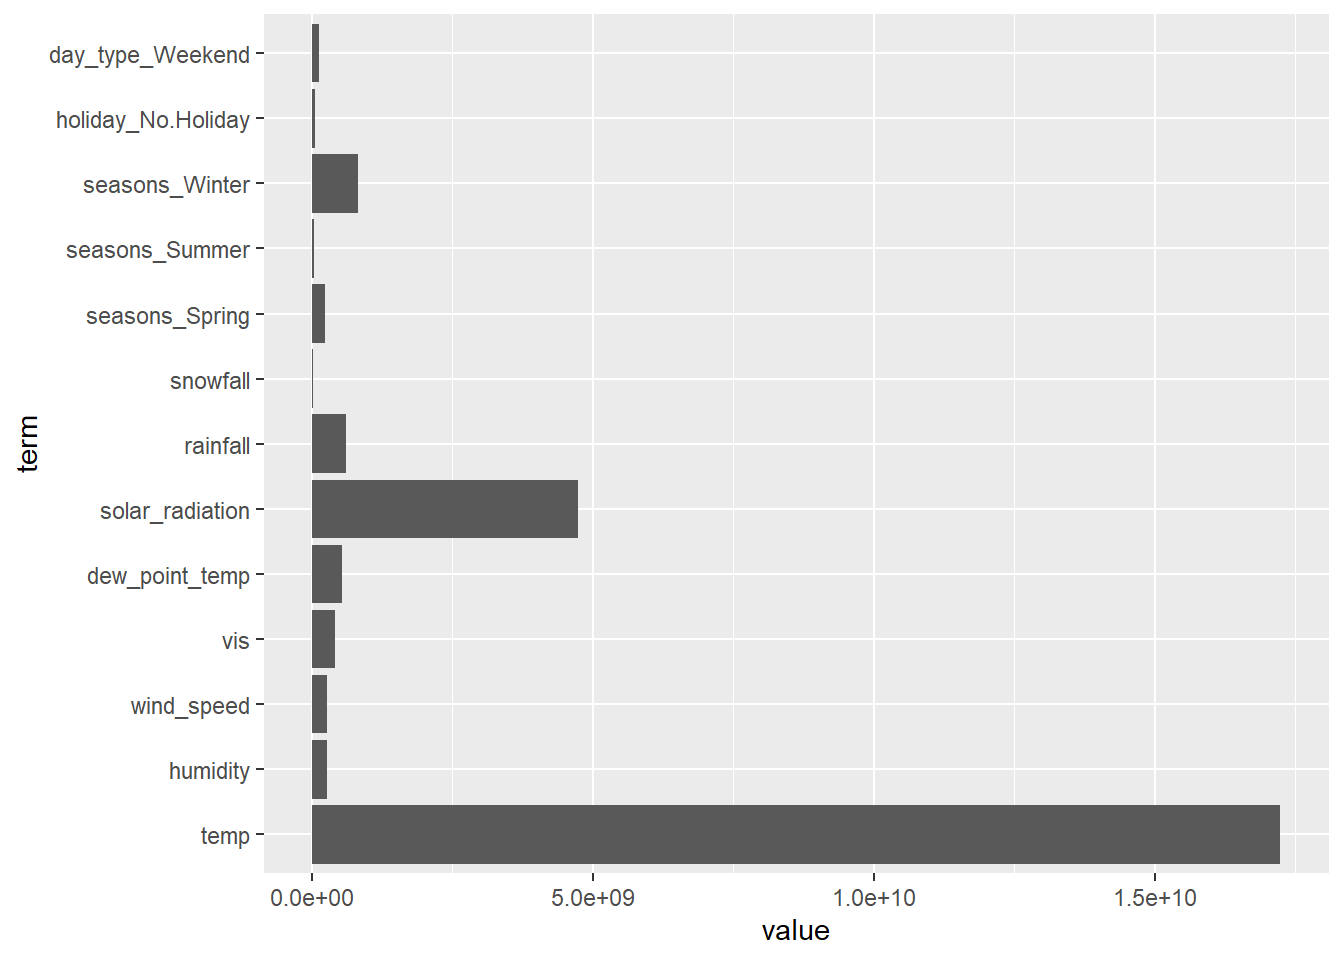 day_type_Weekend
holiday_No.Holiday
seasons_Winter
seasons_Summer
seasons_Spring
snowfall
rainfall
solar_radiation
dew_point_temp
vis
wind_speed
humidity
temp
term
0.0e+00 5.0e+09 1.0e+10 1.5e+10
value